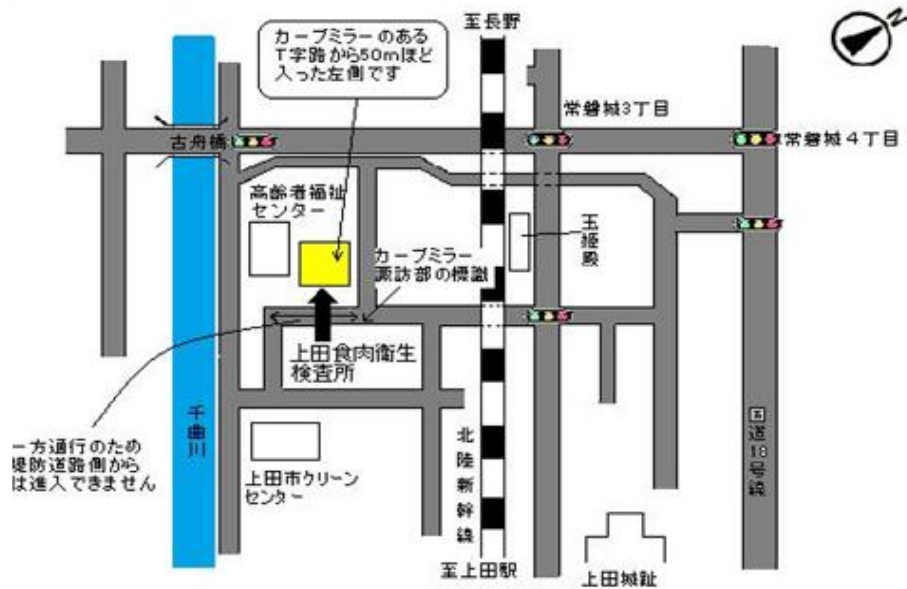 至長野
N
カーブミラーのある
T字路から50mほど
入った左側です
常磐城3丁目
古舟橋
常磐城4丁目
高齢者福祉
センター
玉姫殿
カーブミラー
諏訪部の標識
上田食肉衛生
検査所
千曲川
一方通行のため
堤防道路側から
は進入できません
上田市クリーン
センター
北陸新幹線
国道18号線
至上田駅
上田城趾